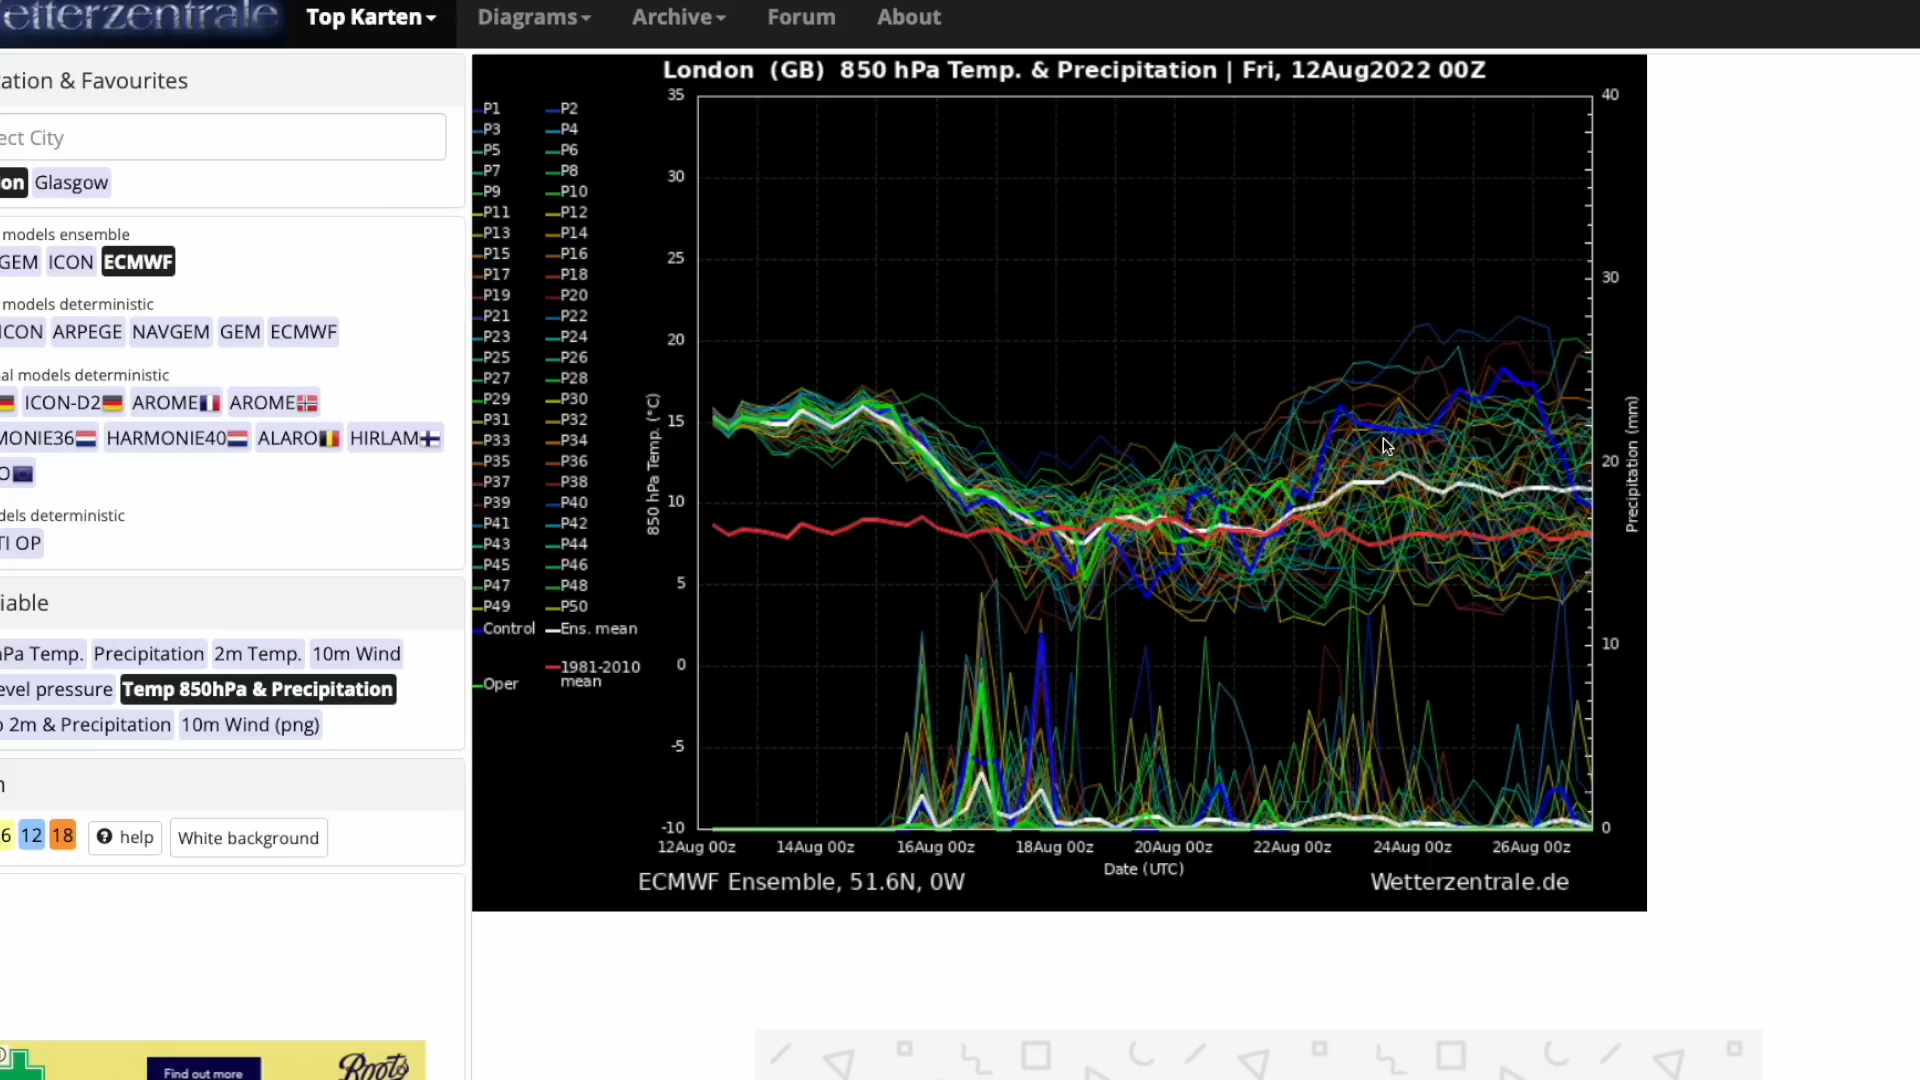 etterzentrale Top Karten Diagrams Archive Forum About
ation & Favourites
ect City
on Glasgow
models ensemble
GEM ICON ECMWF
models deterministic
ICON ARPEGE NAVGEM GEM ECMWF
al models deterministic
ICON-D2 AROME AROME
MONIE36 HARMONIE40 ALARO HIRLAM
O
dels deterministic
TI OP
iable
Pa Temp. Precipitation 2m Temp. 10m Wind
evel pressure Temp 850hPa & Precipitation
2m & Precipitation 10m Wind (png)
n
6 12 18 help White background
Find out more
Boots
London (GB) 850 hPa Temp. & Precipitation | Fri, 12Aug2022 00Z
P1 P2
P3 P4
P5 P6
P7 P8
P9 P10
P11 P12
P13 P14
P15 P16
P17 P18
P19 P20
P21 P22
P23 P24
P25 P26
P27 P28
P29 P30
P31 P32
P33 P34
P35 P36
P37 P38
P39 P40
P41 P42
P43 P44
P45 P46
P47 P48
P49 P50
Control Ens. mean
1981-2010
mean
Oper
850 hPa Temp. (°C)
35
30
25
20
15
10
5
0
-5
-10
40
30
20
10
0
Precipitation (mm)
12Aug 00z 14Aug 00z 16Aug 00z 18Aug 00z 20Aug 00z 22Aug 00z 24Aug 00z 26Aug 00z
Date (UTC)
ECMWF Ensemble, 51.6N, 0W Wetterzentrale.de